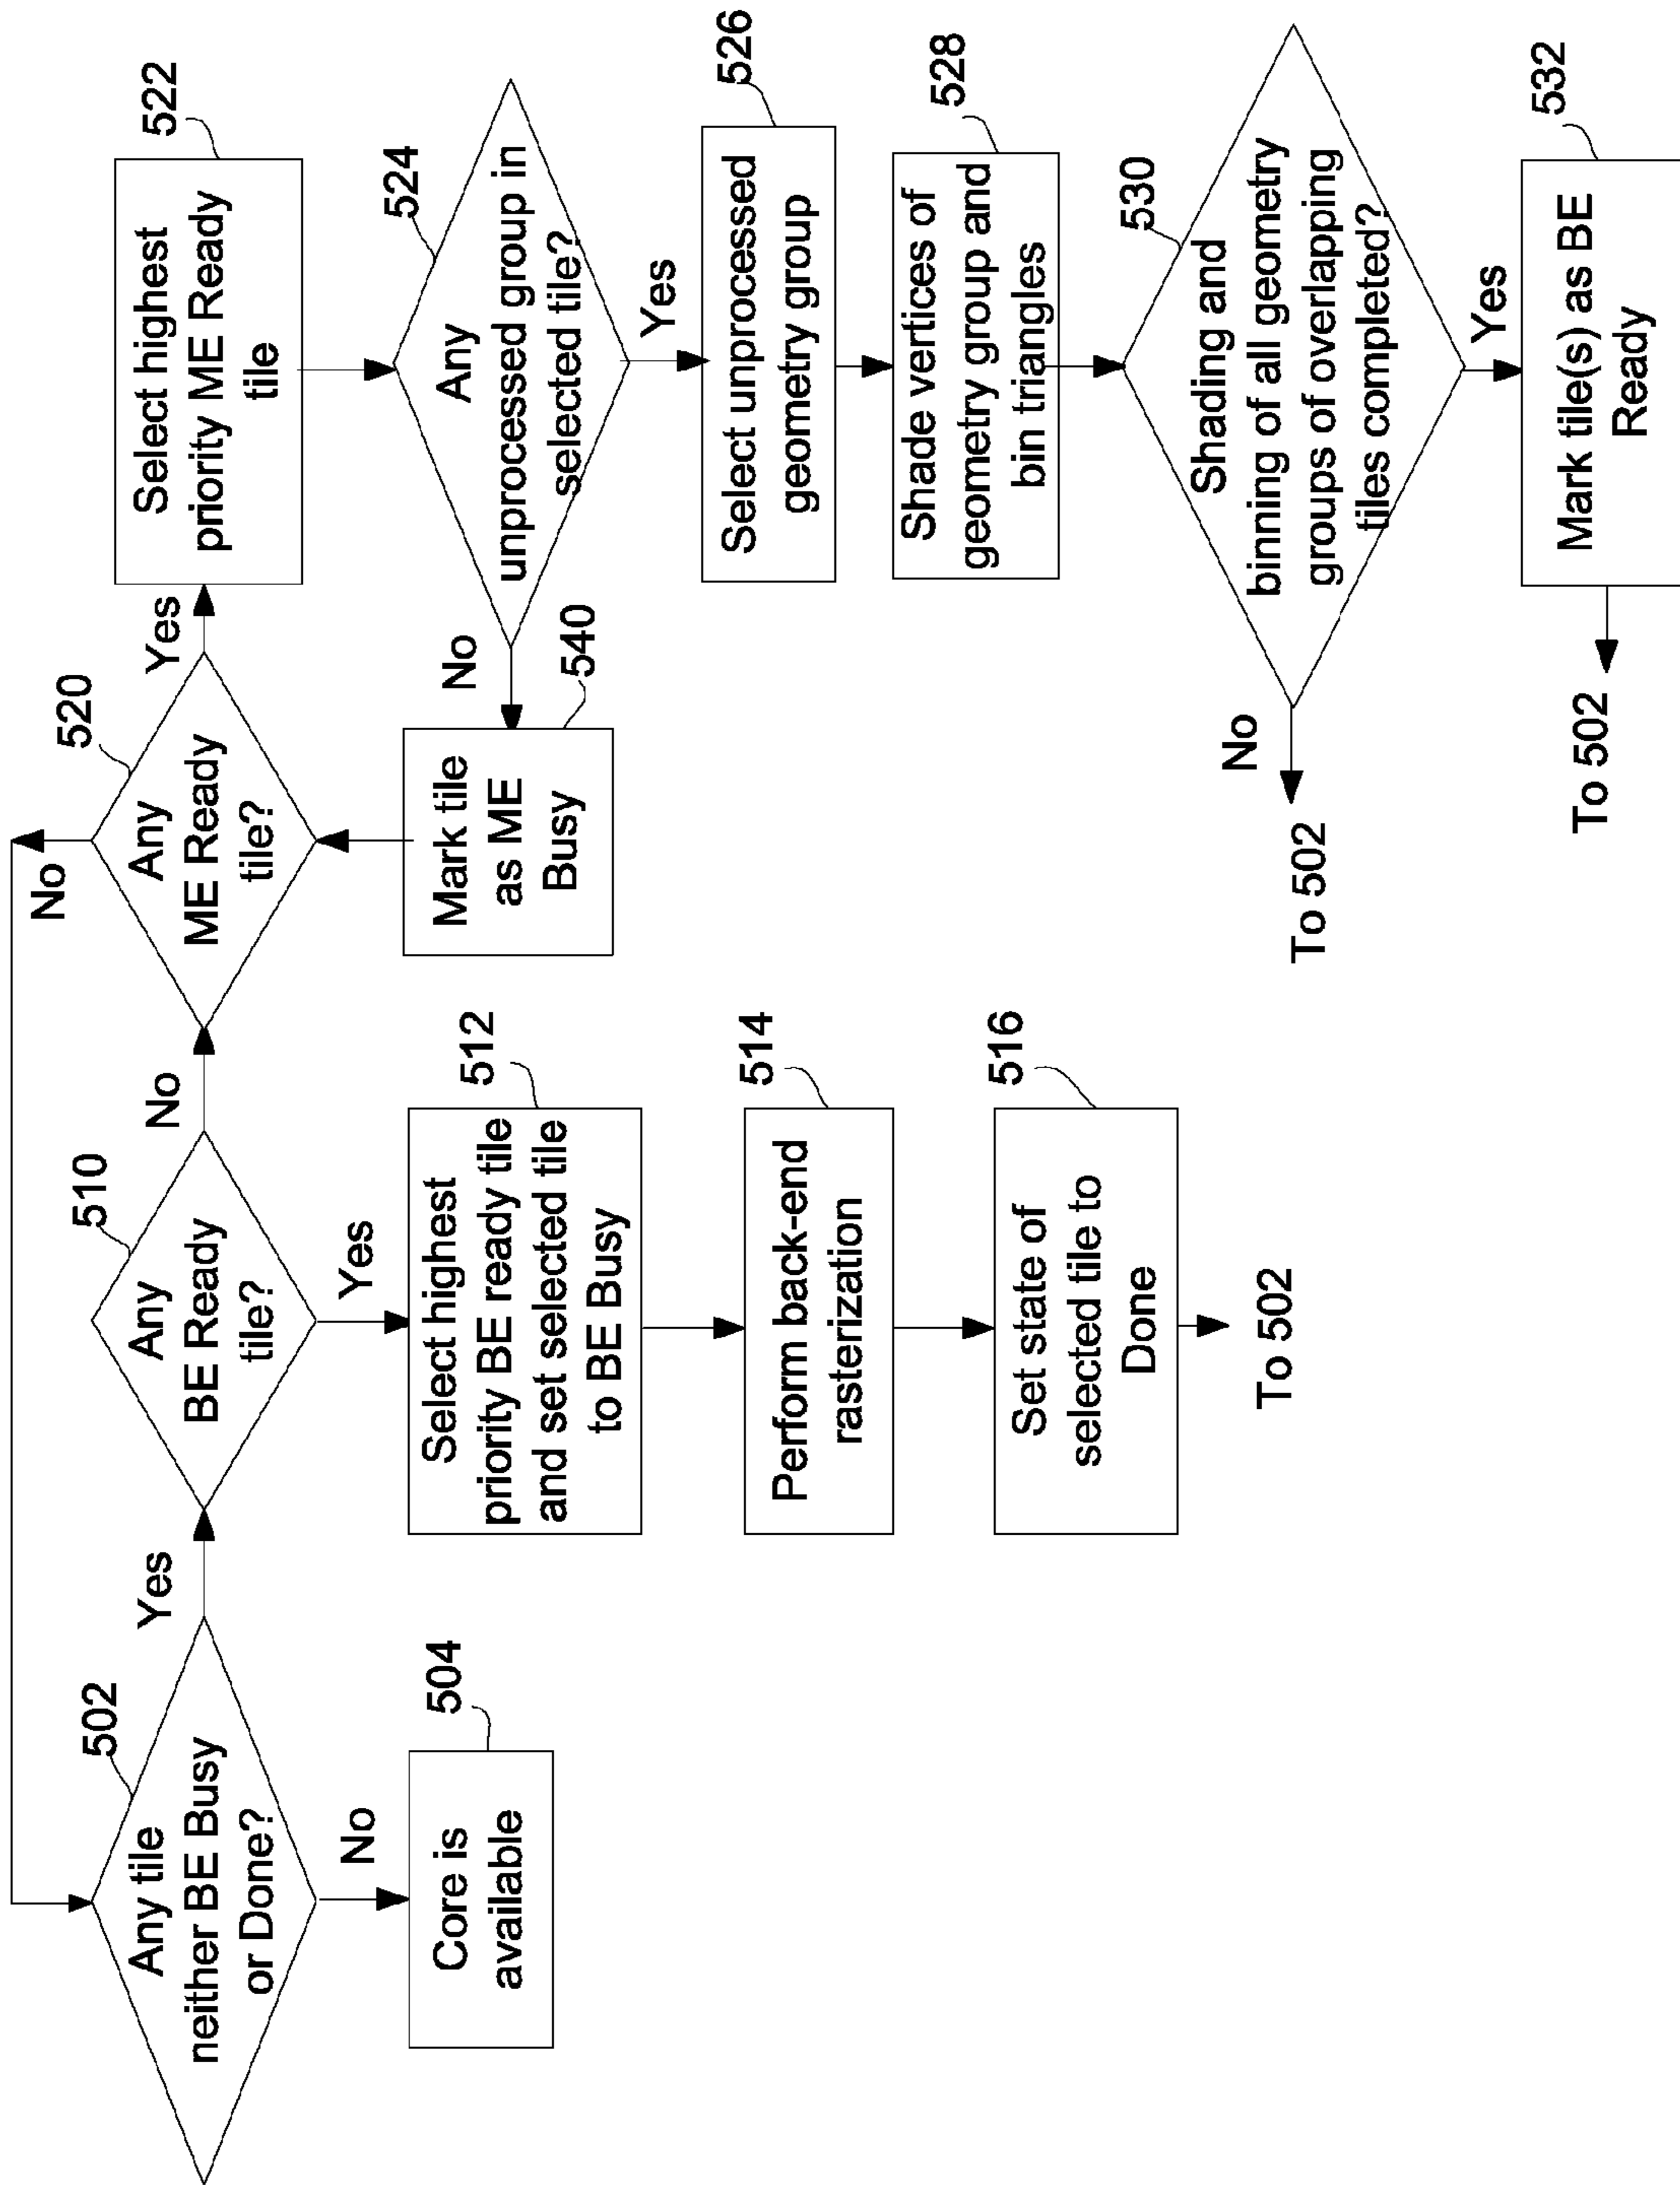 502
Any tile
neither BE Busy
or Done?
Yes
No
504
Core is
available
510
Any
BE Ready
tile?
No
Yes
512
Select highest
priority BE ready tile
and set selected tile
to BE Busy
514
Perform back-end
rasterization
516
Set state of
selected tile to
Done
To 502
520
Any
ME Ready
tile?
No
Yes
522
Select highest
priority ME Ready
tile
524
Any
unprocessed group in
selected tile?
No
540
Mark tile
as ME
Busy
Yes
526
Select unprocessed
geometry group
528
Shade vertices of
geometry group and
bin triangles
530
Shading and
binning of all geometry
groups of overlapping
tiles completed?
No
To 502
Yes
532
Mark tile(s) as BE
Ready
To 502